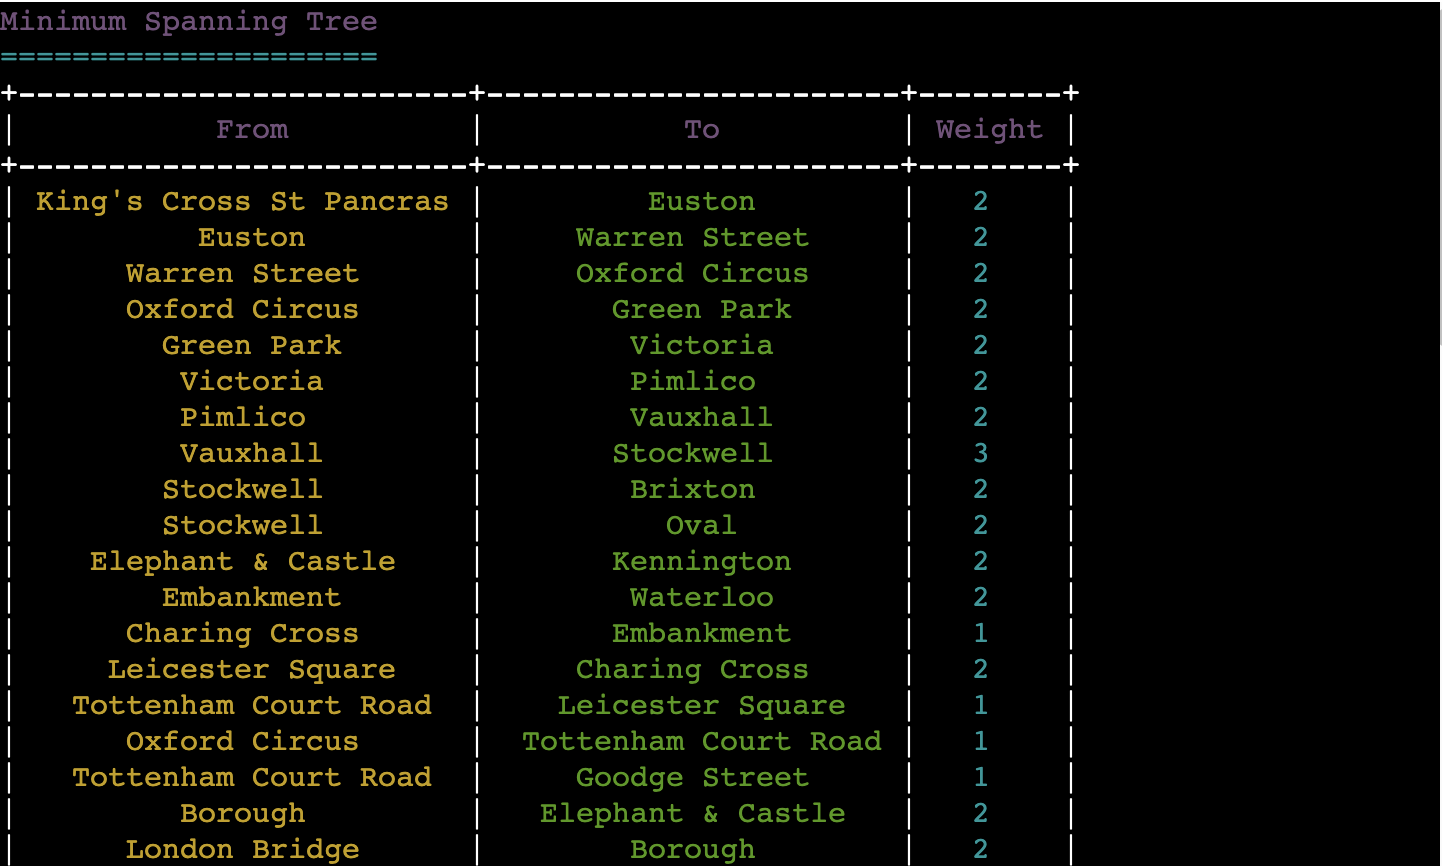 Minimum Spanning Tree
=====================
+-------------------------+-----------------------+--------+
| From | To | Weight |
+-------------------------+-----------------------+--------+
| King's Cross St Pancras | Euston | 2 |
| Euston | Warren Street | 2 |
| Warren Street | Oxford Circus | 2 |
| Oxford Circus | Green Park | 2 |
| Green Park | Victoria | 2 |
| Victoria | Pimlico | 2 |
| Pimlico | Vauxhall | 2 |
| Vauxhall | Stockwell | 3 |
| Stockwell | Brixton | 2 |
| Stockwell | Oval | 2 |
| Elephant & Castle | Kennington | 2 |
| Embankment | Waterloo | 2 |
| Charing Cross | Embankment | 1 |
| Leicester Square | Charing Cross | 2 |
| Tottenham Court Road | Leicester Square | 1 |
| Oxford Circus | Tottenham Court Road | 1 |
| Tottenham Court Road | Goodge Street | 1 |
| Borough | Elephant & Castle | 2 |
| London Bridge | Borough | 2 |